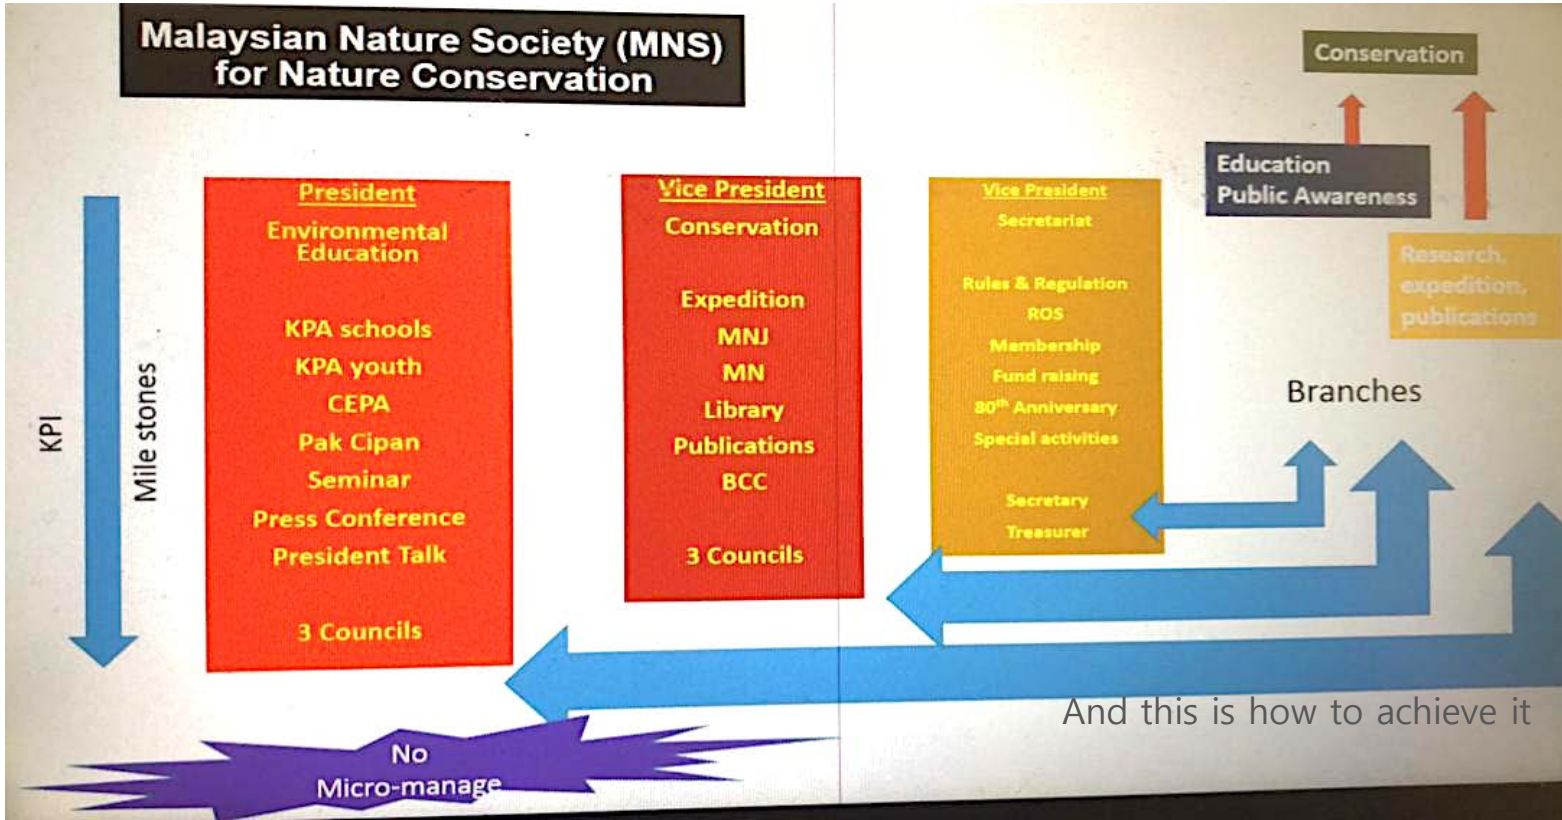 Malaysian Nature Society (MNS)
for Nature Conservation
KPI
Mile stones
President
Environmental
Education
KPA schools
KPA youth
CEPA
Pak Cipan
Seminar
Press Conference
President Talk
3 Councils
Vice President
Conservation
Expedition
MNJ
MN
Library
Publications
BCC
3 Councils
Vice President
Secretariat
Rules & Regulation
ROS
Membership
Fund raising
80th Anniversary
Special activities
Secretary
Treasurer
Conservation
Education
Public Awareness
Research,
expedition,
publications
Branches
And this is how to achieve it
No
Micro-manage